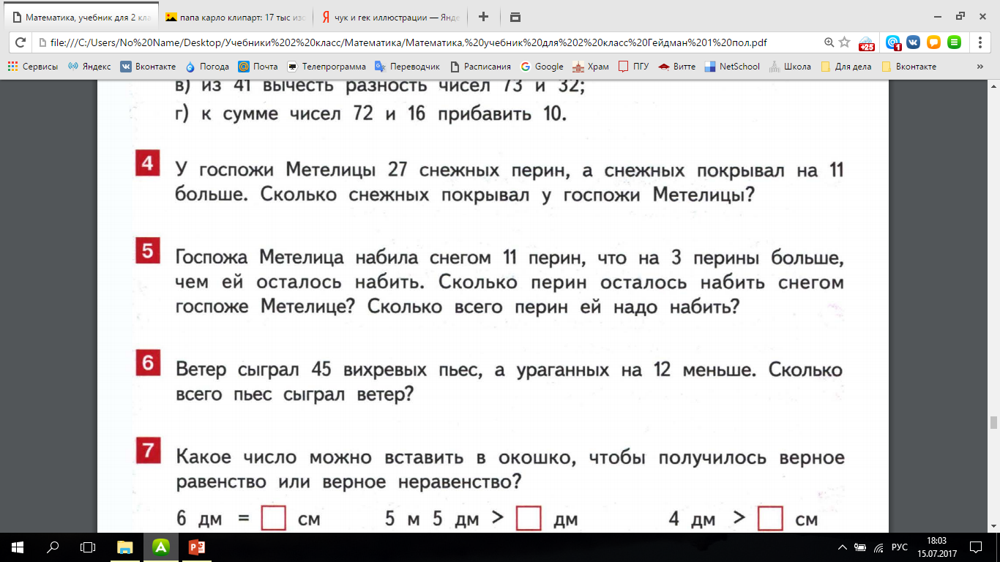 Математика, учебник для 2 кла
папа карло клипарт: 17 тыс изо
чук и гек иллюстрации — Янде
file:///C:/Users/No%20Name/Desktop/Учебники%202%20класс/Математика/Математика,%20учебник%20для%202%20класс%20Гейдман%201%20пол.pdf
+25
1
Сервисы Яндекс Вконтакте Погода Почта Телепрограмма Переводчик Расписания Google Храм ПГУ Витте NetSchool Школа Для дела Вконтакте »
в) из 41 вычесть разность чисел 73 и 32;
г) к сумме чисел 72 и 16 прибавить 10.
4 У госпожи Метелицы 27 снежных перин, а снежных покрывал на 11
больше. Сколько снежных покрывал у госпожи Метелицы?
5 Госпожа Метелица набила снегом 11 перин, что на 3 перины больше,
чем ей осталось набить. Сколько перин осталось набить снегом
госпоже Метелице? Сколько всего перин ей надо набить?
6 Ветер сыграл 45 вихревых пьес, а ураганных на 12 меньше. Сколько
всего пьес сыграл ветер?
7 Какое число можно вставить в окошко, чтобы получилось верное
равенство или верное неравенство?
6 дм = □ см 5 м 5 дм > □ дм 4 дм > □ см
РУС
18:03
15.07.2017